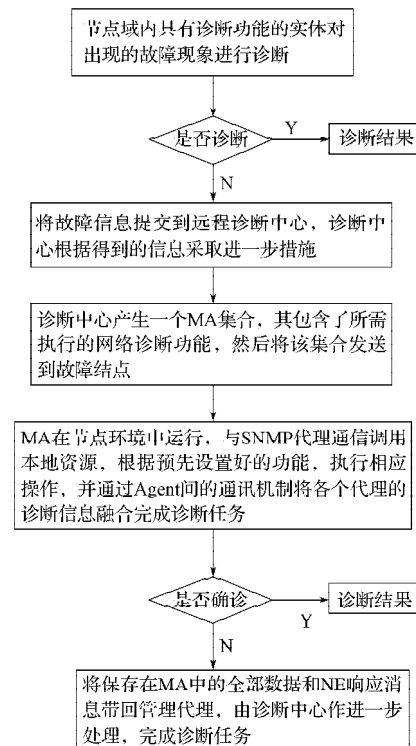 节点域内具有诊断功能的实体对
出现的故障现象进行诊断
是否诊断
Y
诊断结果
N
将故障信息提交到远程诊断中心，诊断中
心根据得到的信息采取进一步措施
诊断中心产生一个MA集合，其包含了所需
执行的网络诊断功能，然后将该集合发送
到故障结点
MA在节点环境中运行，与SNMP代理通信调用
本地资源，根据预先设置好的功能，执行相应
操作，并通过Agent间的通讯机制将各个代理的
诊断信息融合完成诊断任务
是否确诊
Y
诊断结果
N
将保存在MA中的全部数据和NE响应消
息带回管理代理，由诊断中心作进一步
处理，完成诊断任务